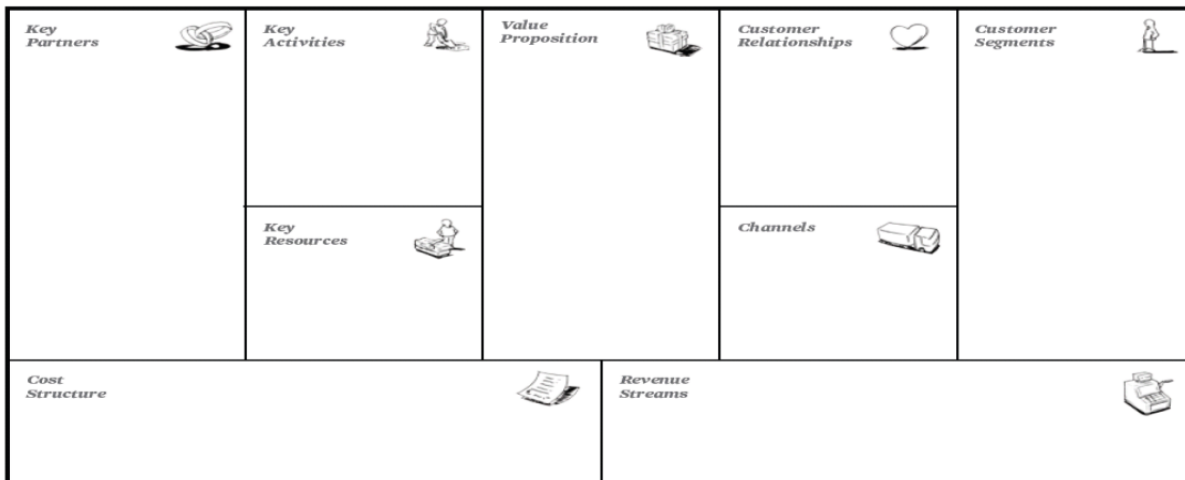 Key
Partners
Key
Activities
Value
Proposition
Customer
Relationships
Customer
Segments
Key
Resources
Channels
Cost
Structure
Revenue
Streams